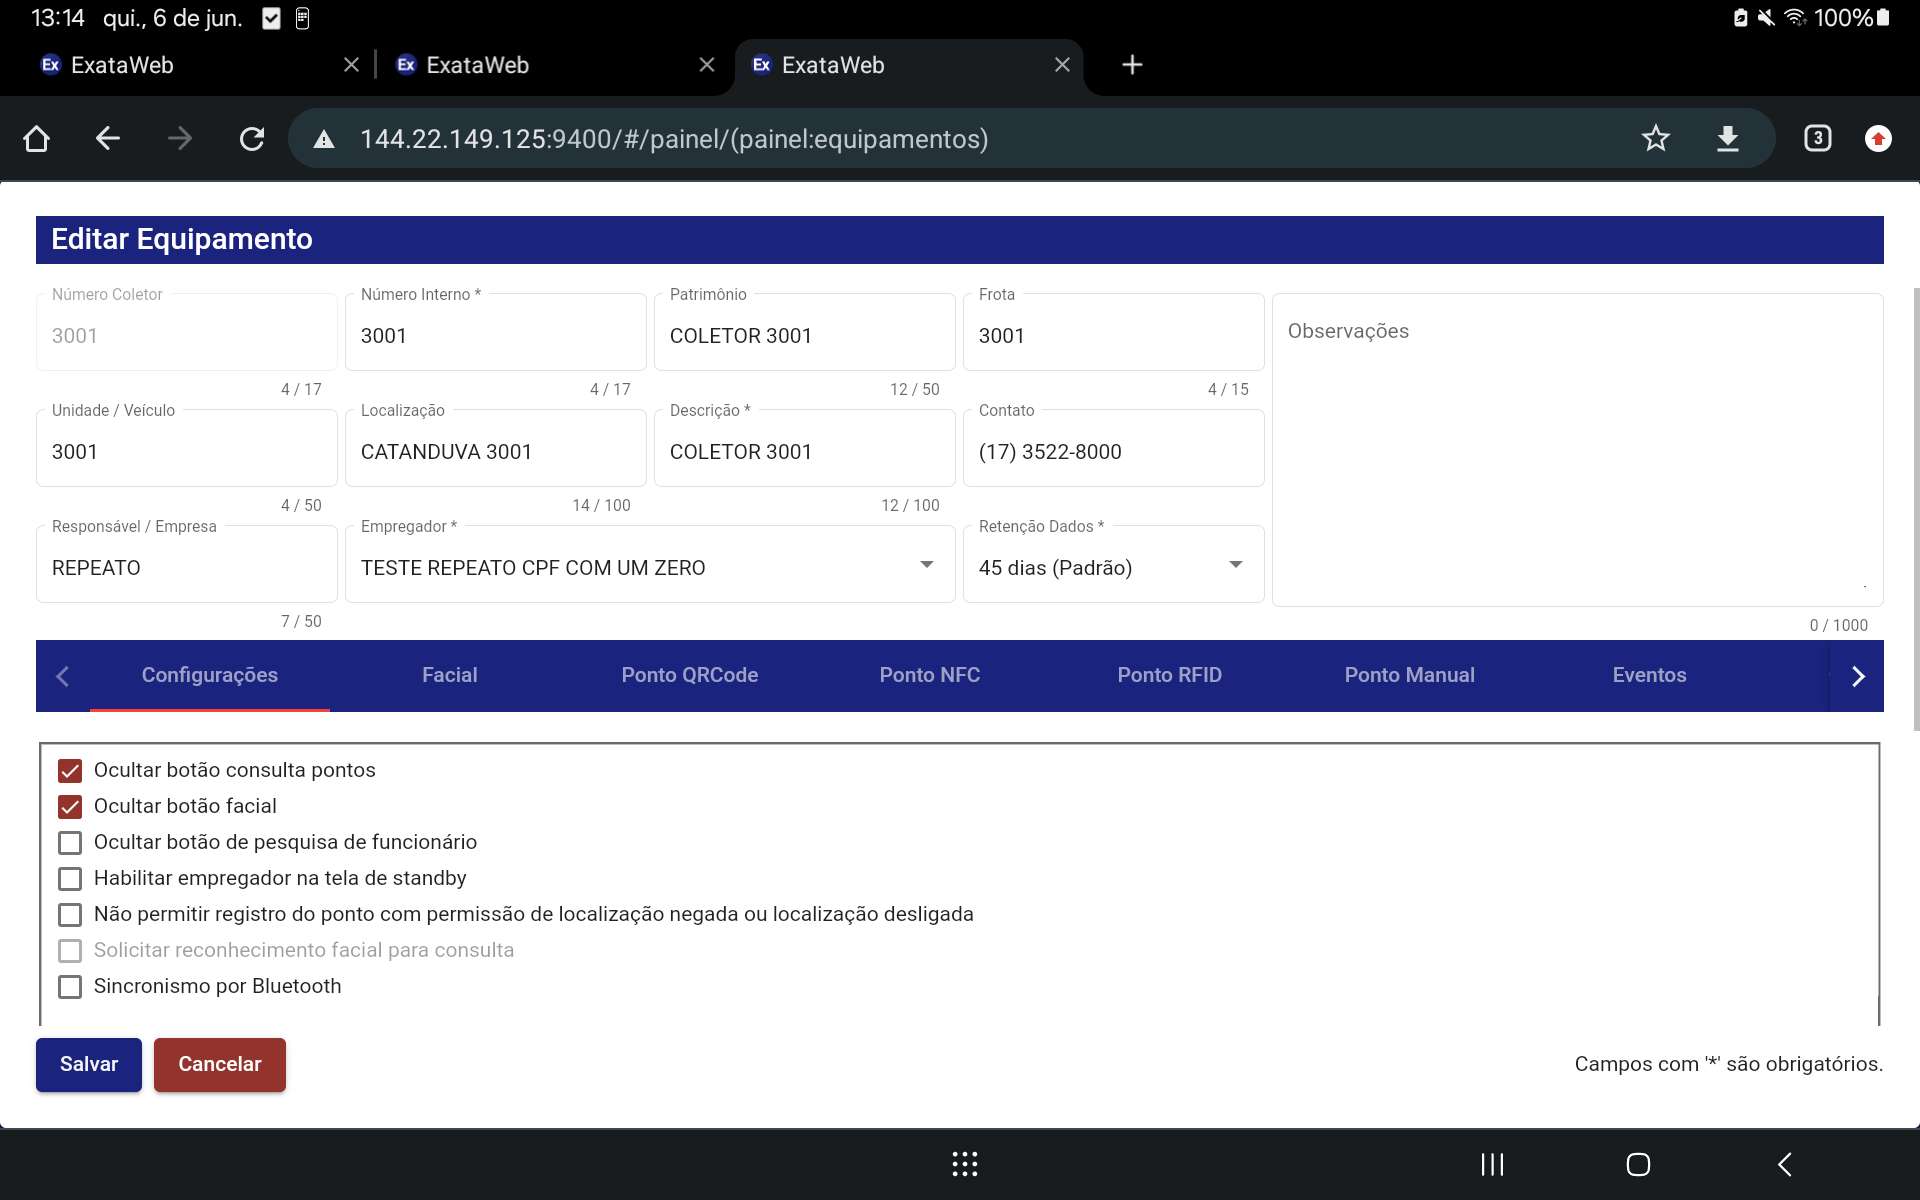 13:14 qui., 6 de jun. 100%
Ex ExataWeb Ex ExataWeb Ex ExataWeb
144.22.149.125:9400/#/painel/(painel:equipamentos) 3
Editar Equipamento
Número Coletor Número Interno * Patrimônio Frota
3001 3001 COLETOR 3001 3001 Observações
4 / 17 4 / 17 12 / 50 4 / 15
Unidade / Veículo Localização Descrição * Contato
3001 CATANDUVA 3001 COLETOR 3001 (17) 3522-8000
4 / 50 14 / 100 12 / 100
Responsável / Empresa Empregador * Retenção Dados *
REPEATO TESTE REPEATO CPF COM UM ZERO 45 dias (Padrão)
7 / 50 0 / 1000
Configurações Facial Ponto QRCode Ponto NFC Ponto RFID Ponto Manual Eventos
Ocultar botão consulta pontos
Ocultar botão facial
Ocultar botão de pesquisa de funcionário
Habilitar empregador na tela de standby
Não permitir registro do ponto com permissão de localização negada ou localização desligada
Solicitar reconhecimento facial para consulta
Sincronismo por Bluetooth
Salvar Cancelar Campos com '*' são obrigatórios.